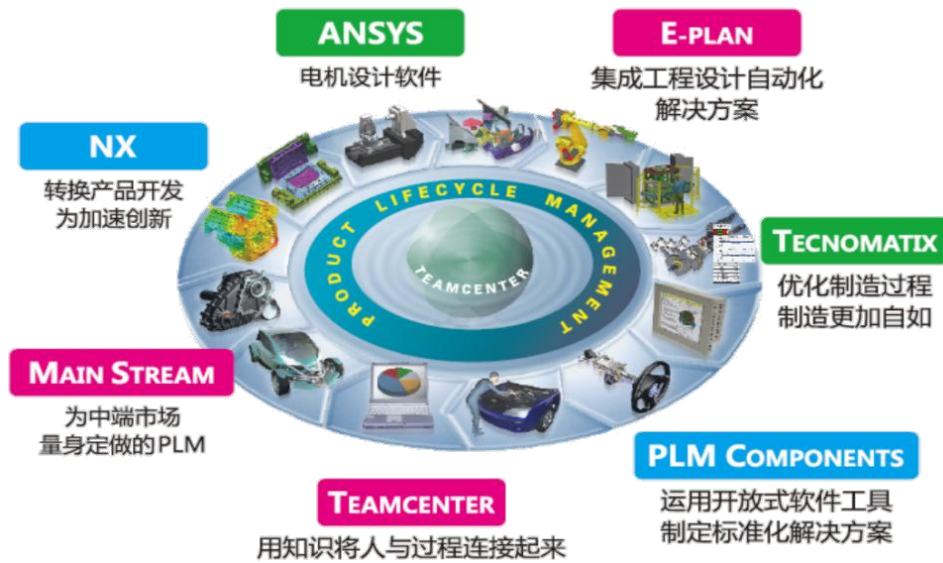 ANSYS
电机设计软件
E-PLAN
集成工程设计自动化
解决方案
NX
转换产品开发
为加速创新
PRODUCT LIFECYCLE MANAGEMENT
TEAMCENTER
TECNOMATIX
优化制造过程
制造更加自如
MAIN STREAM
为中端市场
量身定做的PLM
PLM COMPONENTS
运用开放式软件工具
制定标准化解决方案
TEAMCENTER
用知识将人与过程连接起来